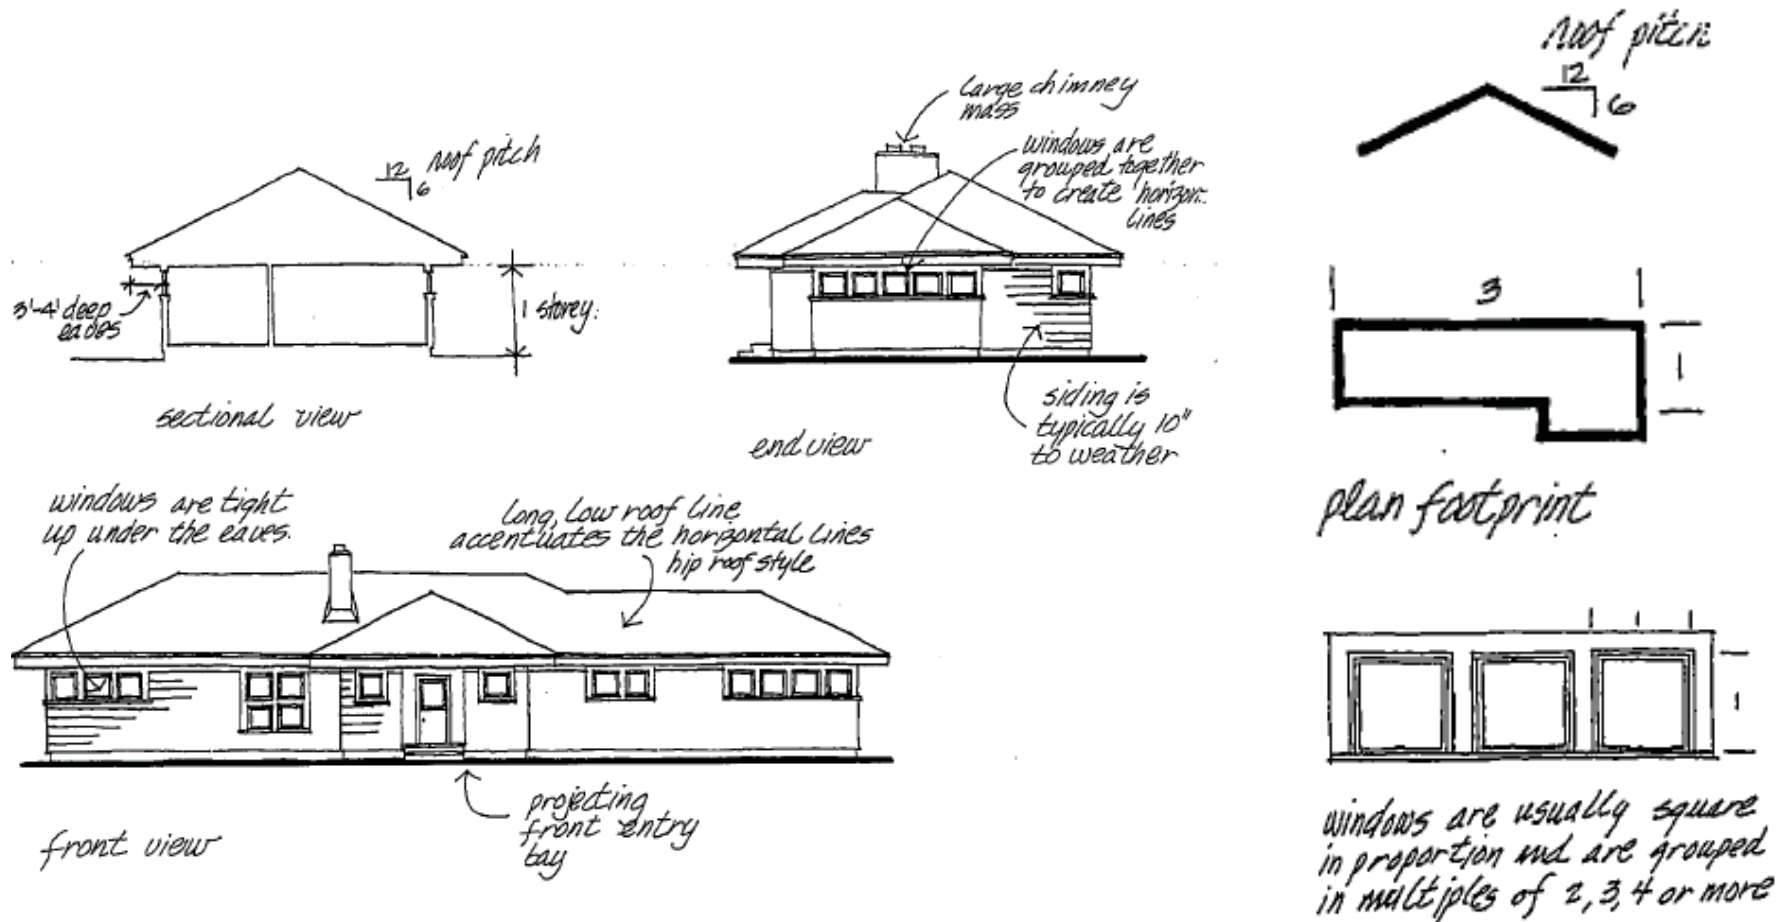 12
6
roof pitch
3'-4' deep
eaves
1 storey.
sectional view
large chimney
mass
windows are
grouped together
to create horizon.
lines
siding is
typically 10"
to weather
end view
windows are tight
up under the eaves.
long, low roof line
accentuates the horizontal lines
hip roof style
projecting
front entry
bay
front view
roof pitch
12
6
3
1
plan footprint
1
windows are usually square
in proportion and are grouped
in multiples of 2, 3, 4 or more